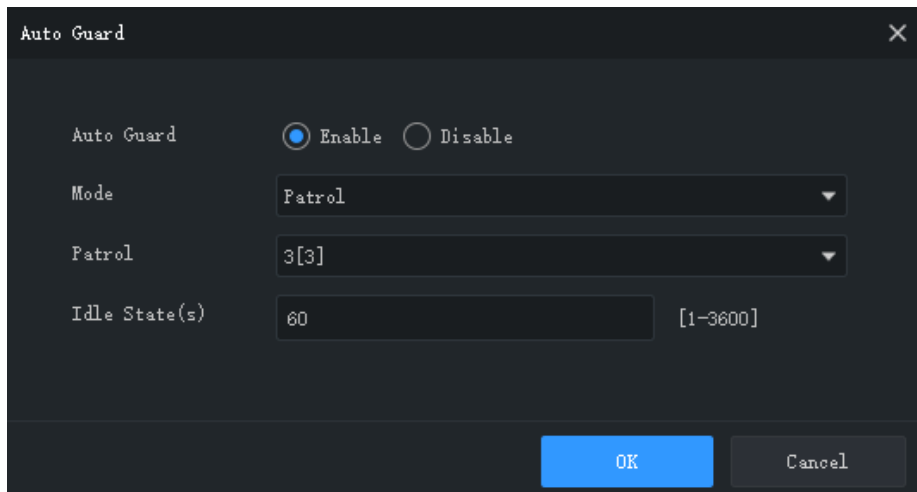 Auto Guard
Auto Guard Enable Disable
Mode Patrol
Patrol 3[3]
Idle State(s) 60 [1-3600]
OK Cancel